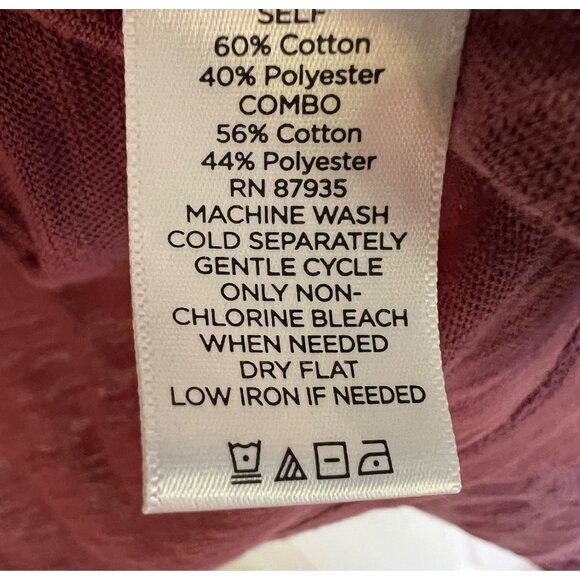 SELF
60% Cotton
40% Polyester
COMBO
56% Cotton
44% Polyester
RN 87935
MACHINE WASH
COLD SEPARATELY
GENTLE CYCLE
ONLY NON-
CHLORINE BLEACH
WHEN NEEDED
DRY FLAT
LOW IRON IF NEEDED